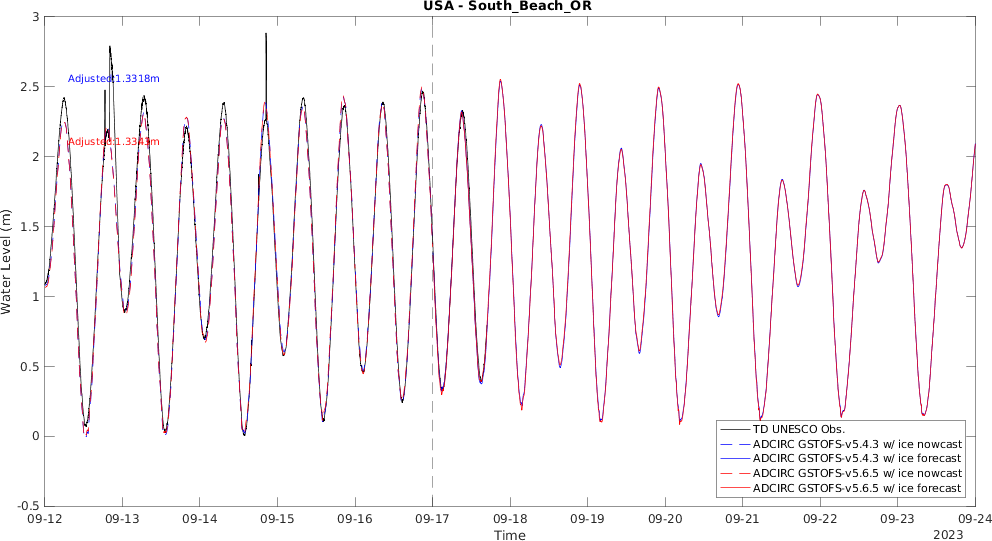 USA - South_Beach_OR
3
2.5
2
1.5
1
0.5
0
-0.5
Water Level (m)
Adjusted:1.3318m
Adjusted:1.3343m
TD UNESCO Obs.
ADCIRC GSTOFS-v5.4.3 w/ ice nowcast
ADCIRC GSTOFS-v5.4.3 w/ ice forecast
ADCIRC GSTOFS-v5.6.5 w/ ice nowcast
ADCIRC GSTOFS-v5.6.5 w/ ice forecast
09-12 09-13 09-14 09-15 09-16 09-17 09-18 09-19 09-20 09-21 09-22 09-23 09-24
Time
2023